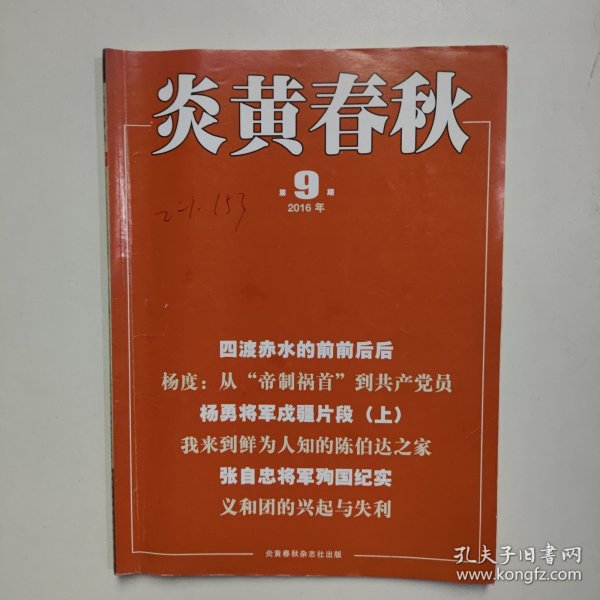 炎黄春秋
第9期
2016年
四渡赤水的前前后后
杨度：从“帝制祸首”到共产党员
杨勇将军戍疆片段（上）
我来到鲜为人知的陈伯达之家
张自忠将军殉国纪实
义和团的兴起与失利
炎黄春秋杂志社出版
孔夫子旧书网
www.kongfz.com